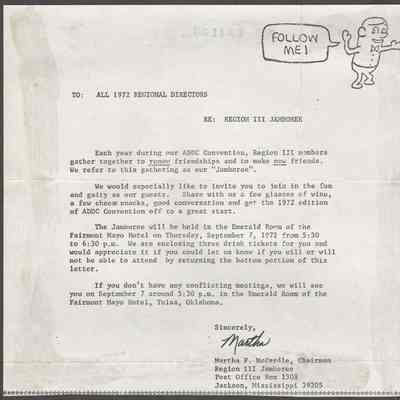 FOLLOW
ME!
TO: ALL 1972 REGIONAL DIRECTORS
RE: REGION III JAMBOREE
Each year during our ADDC Convention, Region III members
gather together to renew friendships and to make new friends.
We refer to this gathering as our "Jamboree".
We would especially like to invite you to join in the fun
and gaity as our guests. Share with us a few glasses of wine,
a few cheese snacks, good conversation and get the 1972 edition
of ADDC Convention off to a great start.
The Jamboree will be held in the Emerald Room of the
Fairmont Mayo Hotel on Thursday, September 7, 1972 from 5:30
to 6:30 p.m. We are enclosing three drink tickets for you and
would appreciate it if you could let us know if you will or will
not be able to attend by returning the bottom portion of this
letter.
If you don't have any conflicting meetings, we will see
you on September 7 around 5:30 p.m. in the Emerald Room of the
Fairmont Mayo Hotel, Tulsa, Oklahoma.
Sincerely,
Martha
Martha F. Chairman
Region III Jamboree
Post Office Box 1508
Jackson, Mississippi 39205